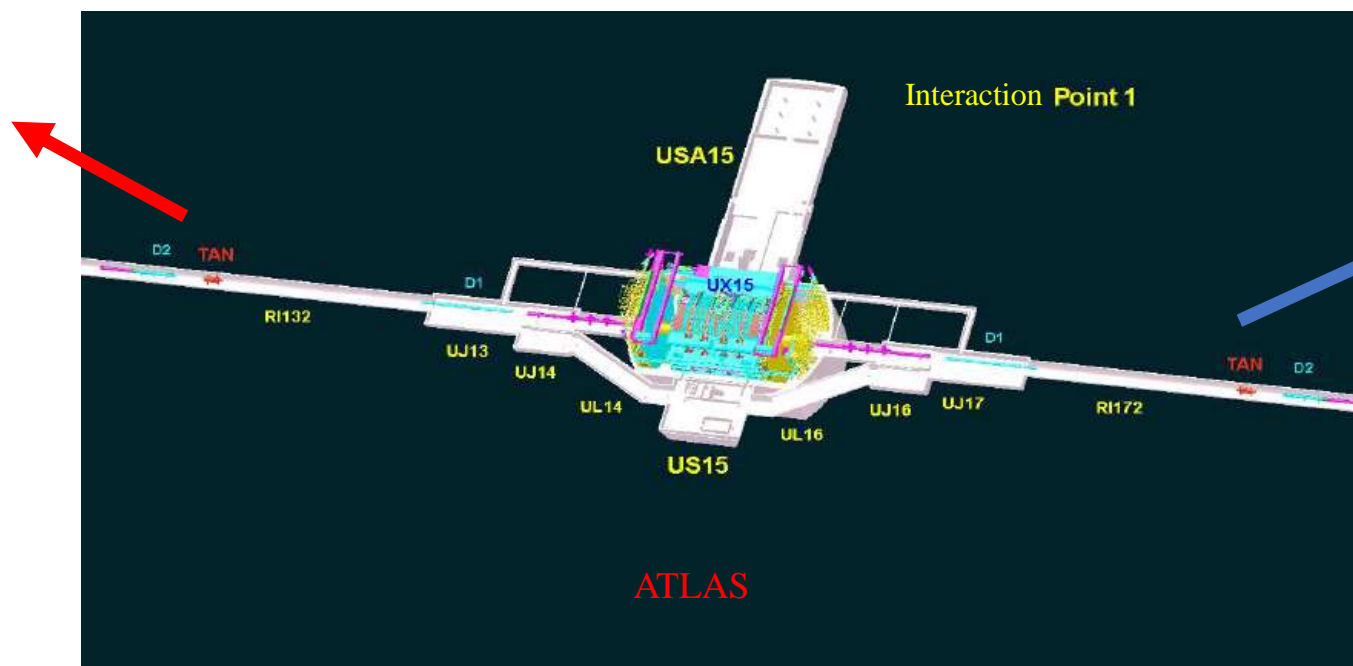 Interaction Point 1
USA15
D2
TAN
D1
UX15
RI132
UJ13
UJ14
UL14
US15
UL16
UJ16
UJ17
D1
RI172
TAN
D2
ATLAS